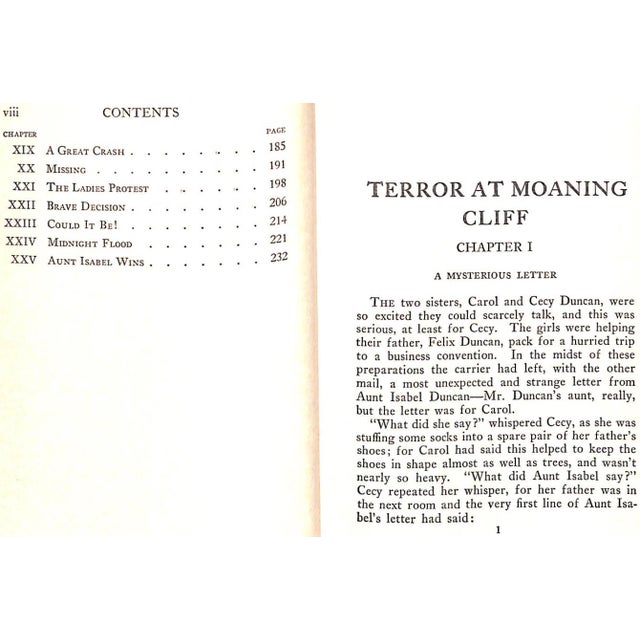 viii CONTENTS
CHAPTER PAGE
XIX A Great Crash . . . . . . . 185
XX Missing . . . . . . . . . 191
XXI The Ladies Protest . . . . . 198
XXII Brave Decision . . . . . . . 206
XXIII Could It Be! . . . . . . . 214
XXIV Midnight Flood . . . . . . 221
XXV Aunt Isabel Wins . . . . . . 232
TERROR AT MOANING
CLIFF
CHAPTER I
A MYSTERIOUS LETTER
The two sisters, Carol and Cecy Duncan, were
so excited they could scarcely talk, and this was
serious, at least for Cecy. The girls were helping
their father, Felix Duncan, pack for a hurried trip
to a business convention. In the midst of these
preparations the carrier had left, with the other
mail, a most unexpected and strange letter from
Aunt Isabel Duncan—Mr. Duncan's aunt, really,
but the letter was for Carol.
"What did she say?" whispered Cecy, as she was
stuffing some socks into a spare pair of her father's
shoes; for Carol had said this helped to keep the
shoes in shape almost as well as trees, and wasn't
nearly so heavy. "What did Aunt Isabel say?"
Cecy repeated her whisper, for her father was in
the next room and the very first line of Aunt Isa-
bel's letter had said:
1